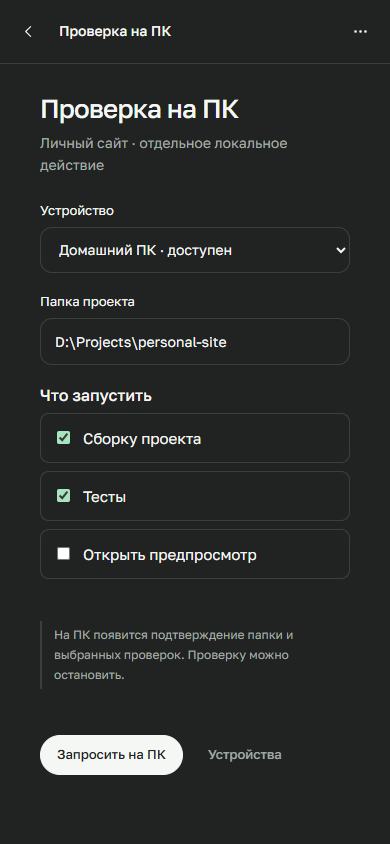 Проверка на ПК
Проверка на ПК
Личный сайт · отдельное локальное
действие
Устройство
Домашний ПК · доступен
Папка проекта
D:\Projects\personal-site
Что запустить
Сборку проекта
Тесты
Открыть предпросмотр
На ПК появится подтверждение папки и
выбранных проверок. Проверку можно
остановить.
Запросить на ПК
Устройства